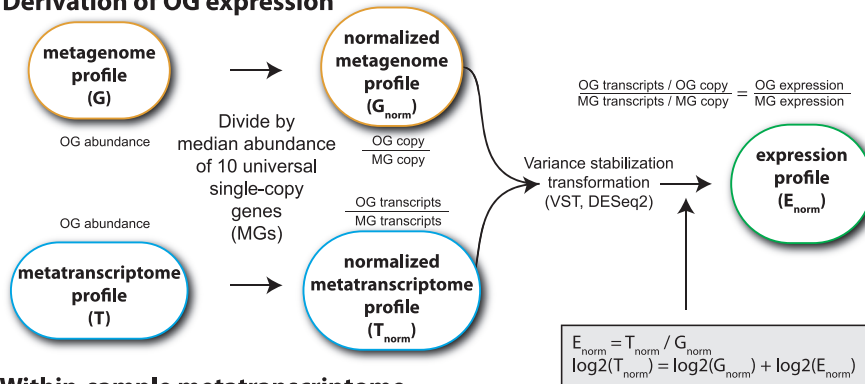 Derivation of OG expression
metagenome
profile
(G)
OG abundance
Divide by
median abundance
of 10 universal
single-copy
genes
(MGs)
normalized
metagenome
profile
(Gnorm)
OG copy
MG copy
OG abundance
metatranscriptome
profile
(T)
OG transcripts
MG transcripts
normalized
metatranscriptome
profile
(Tnorm)
Variance stabilization
transformation
(VST, DESeq2)
OG transcripts / OG copy
MG transcripts / MG copy
=
OG expression
MG expression
expression
profile
(Enorm)
Enorm = Tnorm / Gnorm
log2(Tnorm) = log2(Gnorm) + log2(Enorm)
Within-sample metatranscriptome